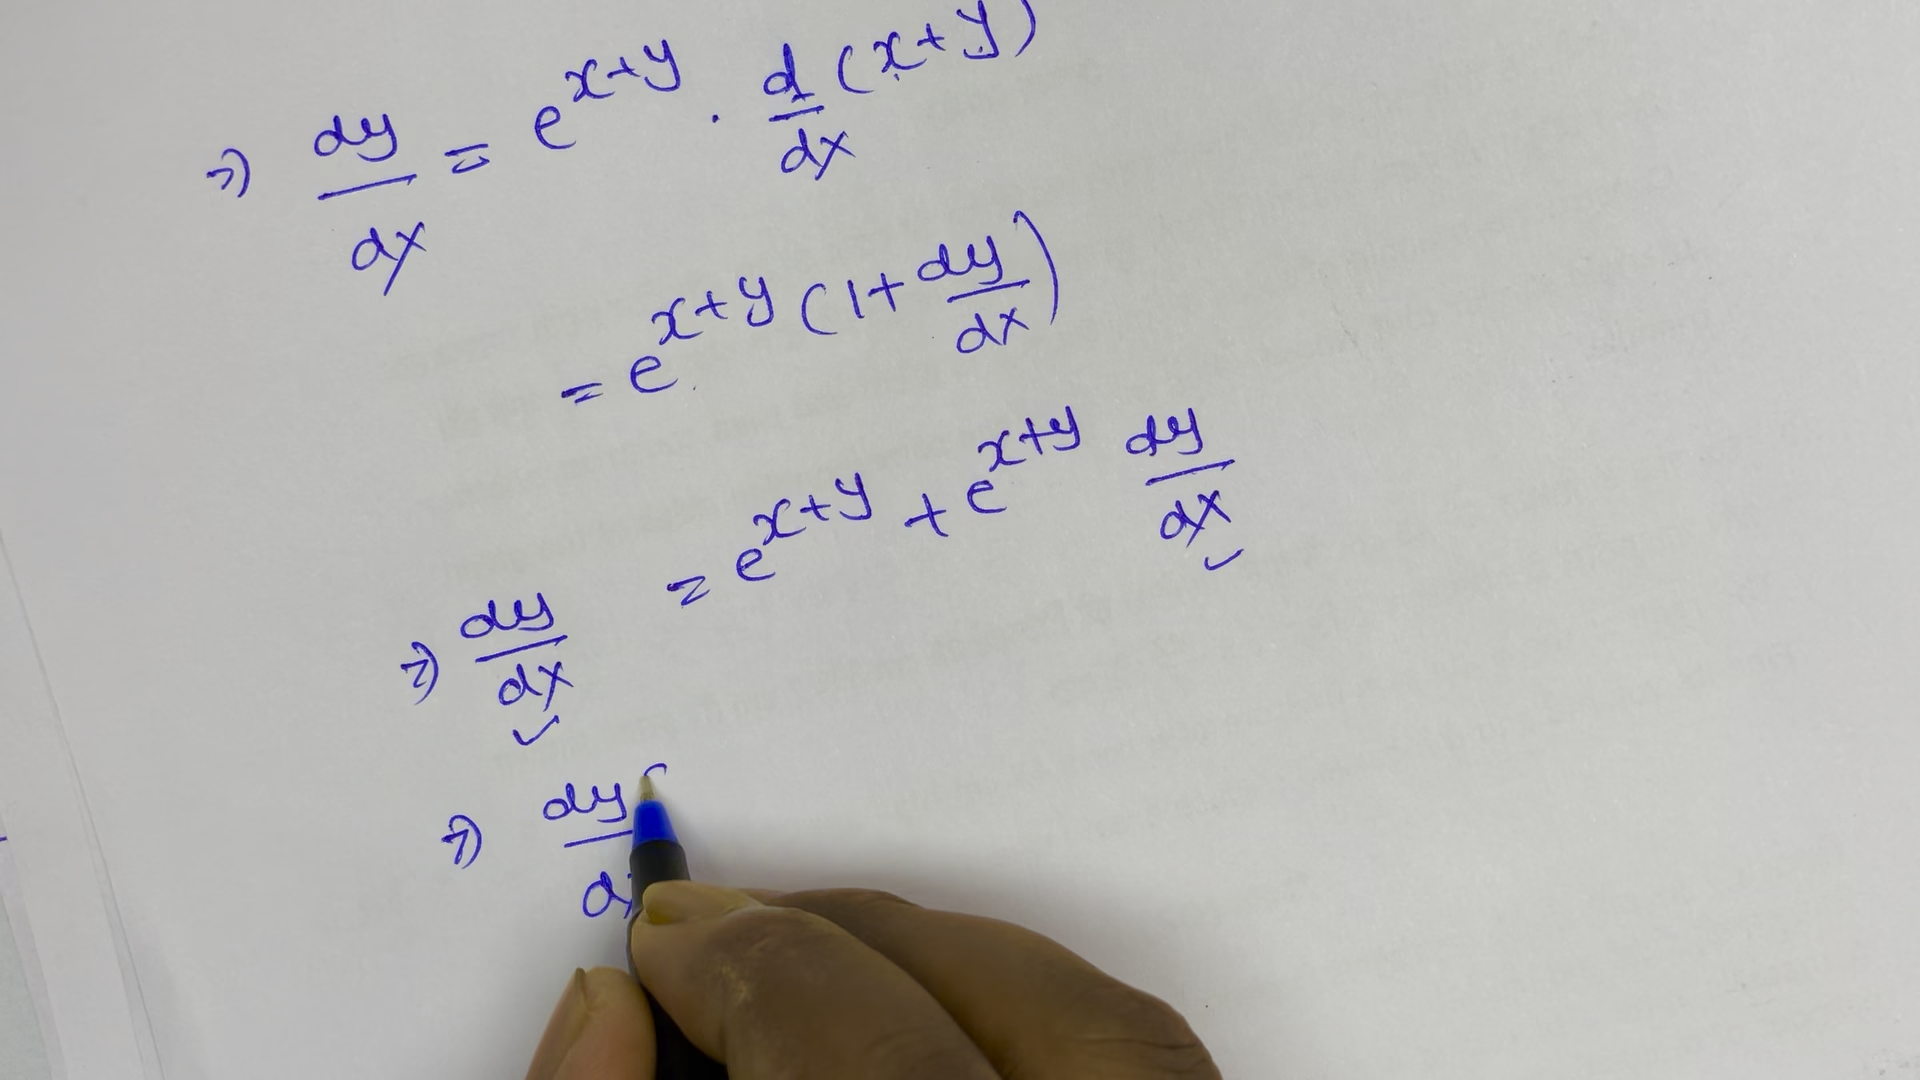 ⇒) dy/dx = e^{x+y} · d/dx (x+y)
= e^{x+y} (1 + dy/dx)
⇒) dy/dx = e^{x+y} + e^{x+y} dy/dx
⇒) dy/d